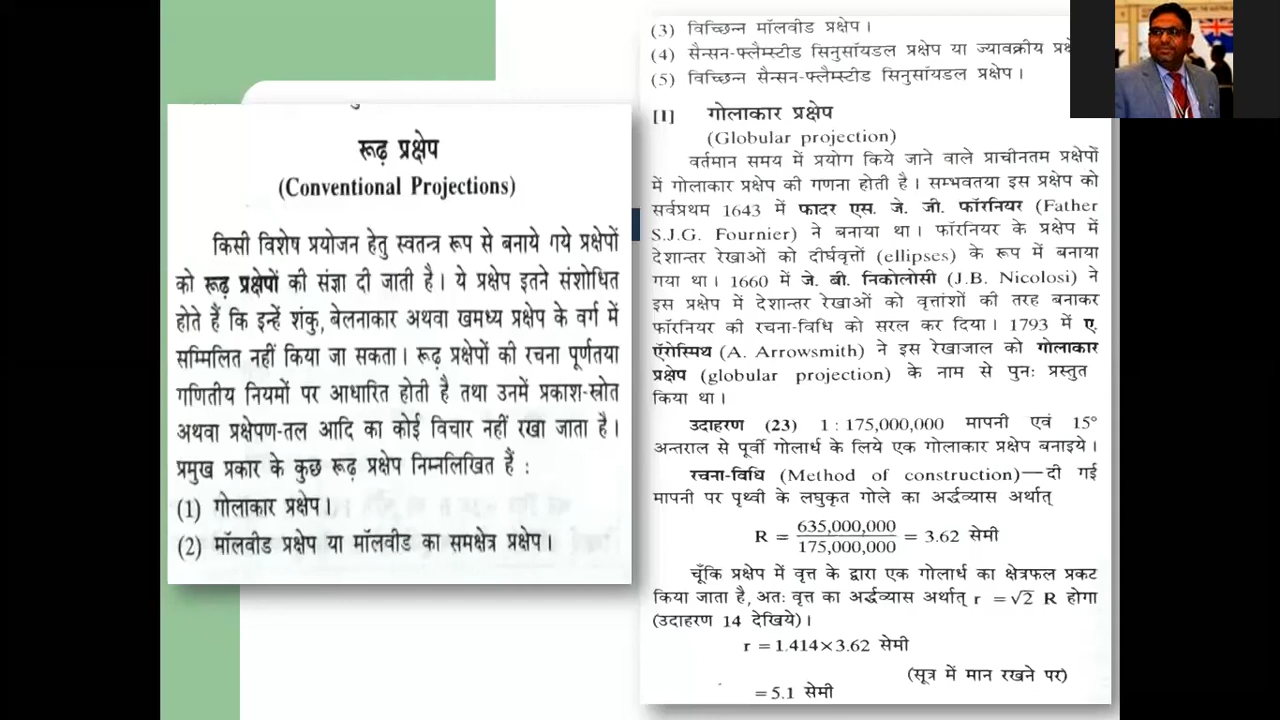 रूढ़ प्रक्षेप
(Conventional Projections)
किसी विशेष प्रयोजन हेतु स्वतन्त्र रूप से बनाये गये प्रक्षेपों
को रूढ़ प्रक्षेपों की संज्ञा दी जाती है। ये प्रक्षेप इतने संशोधित
होते हैं कि इन्हें शंकु, बेलनाकार अथवा खमध्य प्रक्षेप के वर्ग में
सम्मिलित नहीं किया जा सकता। रूढ़ प्रक्षेपों की रचना पूर्णतया
गणितीय नियमों पर आधारित होती है तथा उनमें प्रकाश-स्रोत
अथवा प्रक्षेपण-तल आदि का कोई विचार नहीं रखा जाता है।
प्रमुख प्रकार के कुछ रूढ़ प्रक्षेप निम्नलिखित हैं :
(1) गोलाकार प्रक्षेप।
(2) मॉलवीड प्रक्षेप या मॉलवीड का समक्षेत्र प्रक्षेप।
(3) विच्छिन्न मॉलवीड प्रक्षेप।
(4) सैन्सन-फ्लैम्स्टीड सिनुसॉयडल प्रक्षेप या ज्यावक्रीय
(5) विच्छिन्न सैन्सन-फ्लैम्स्टीड सिनुसॉयडल प्रक्षेप।
[1] गोलाकार प्रक्षेप
(Globular projection)
वर्तमान समय में प्रयोग किये जाने वाले प्राचीनतम प्रक्षेपों
में गोलाकार प्रक्षेप की गणना होती है। सम्भवतया इस प्रक्षेप को
सर्वप्रथम 1643 में फादर एस. जे. जी. फॉरनियर (Father
S.J.G. Fournier) ने बनाया था। फॉरनियर के प्रक्षेप में
देशान्तर रेखाओं को दीर्घवृत्तों (ellipses) के रूप में बनाया
गया था। 1660 में जे. बी. निकोलोसी (J.B. Nicolosi) ने
इस प्रक्षेप में देशान्तर रेखाओं को वृत्तांशों की तरह बनाकर
फॉरनियर की रचना-विधि को सरल कर दिया। 1793 में ए.
ऍरोस्मिथ (A. Arrowsmith) ने इस रेखाजाल को गोलाकार
प्रक्षेप (globular projection) के नाम से पुनः प्रस्तुत
किया था।
उदाहरण (23) 1 : 175,000,000 मापनी एवं 15°
अन्तराल से पूर्वी गोलार्ध के लिये एक गोलाकार प्रक्षेप बनाइये।
रचना-विधि (Method of construction)—दी गई
मापनी पर पृथ्वी के लघुकृत गोले का अर्द्धव्यास अर्थात्
R = 635,000,000 / 175,000,000 = 3.62 सेमी
चूँकि प्रक्षेप में वृत्त के द्वारा एक गोलार्ध का क्षेत्रफल प्रकट
किया जाता है, अतः वृत्त का अर्द्धव्यास अर्थात् r = √2 R होगा
(उदाहरण 14 देखिये)।
r = 1.414 × 3.62 सेमी
(सूत्र में मान रखने पर)
= 5.1 सेमी